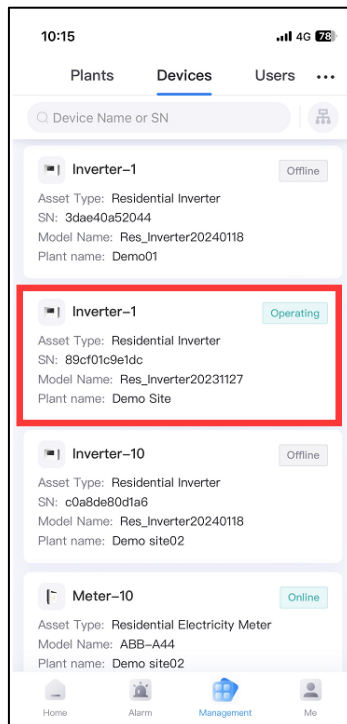 10:15
4G 78
Plants Devices Users ...
Device Name or SN
Inverter-1 Offline
Asset Type: Residential Inverter
SN: 3dae40a52044
Model Name: Res_Inverter20240118
Plant name: Demo01
Inverter-1 Operating
Asset Type: Residential Inverter
SN: 89cf01c9e1dc
Model Name: Res_Inverter20231127
Plant name: Demo Site
Inverter-10 Offline
Asset Type: Residential Inverter
SN: c0a8de80d1a6
Model Name: Res_Inverter20240118
Plant name: Demo site02
Meter-10 Online
Asset Type: Residential Electricity Meter
Model Name: ABB-A44
Plant name: Demo site02
Home Alarm Management Me